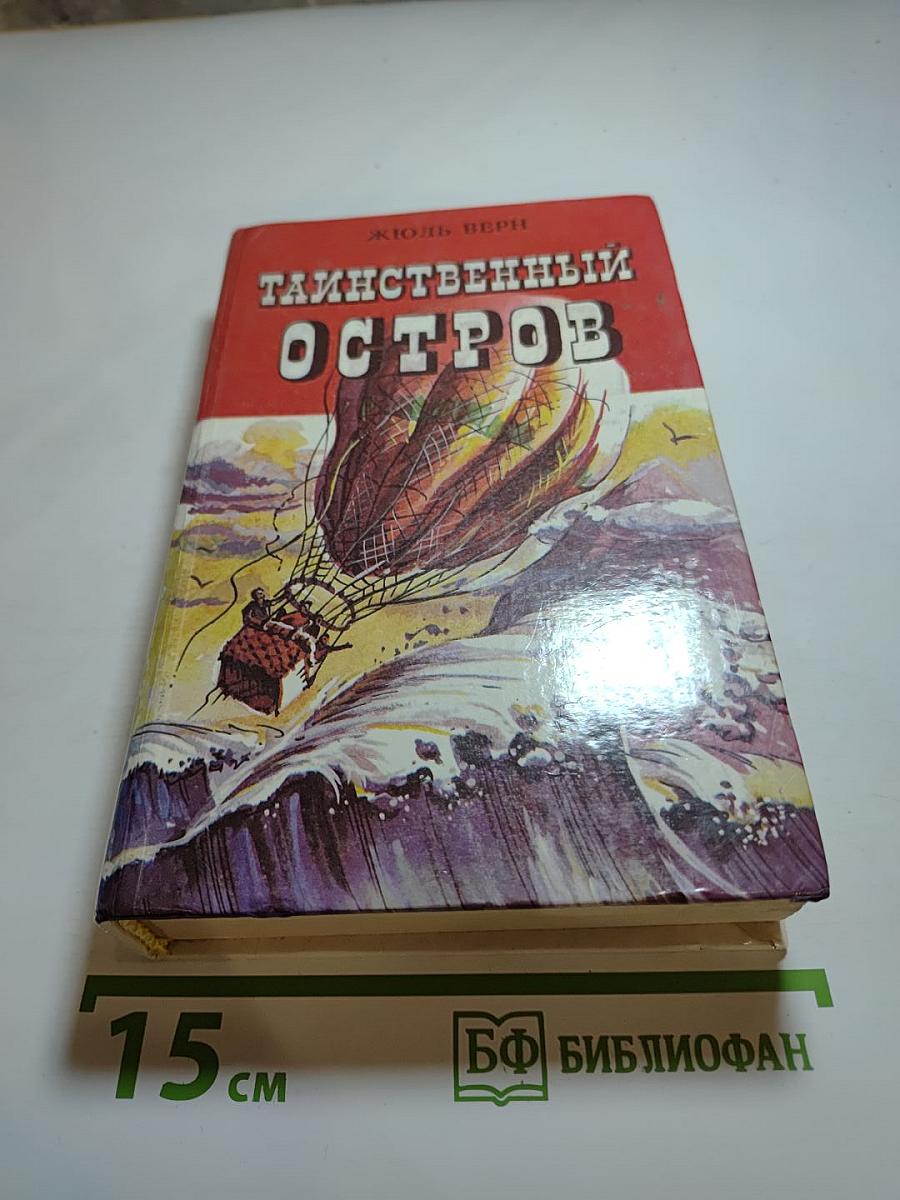 ЖЮЛЬ ВЕРН
ТАИНСТВЕННЫЙ
ОСТРОВ
15 см
БФ БИБЛИОФАН